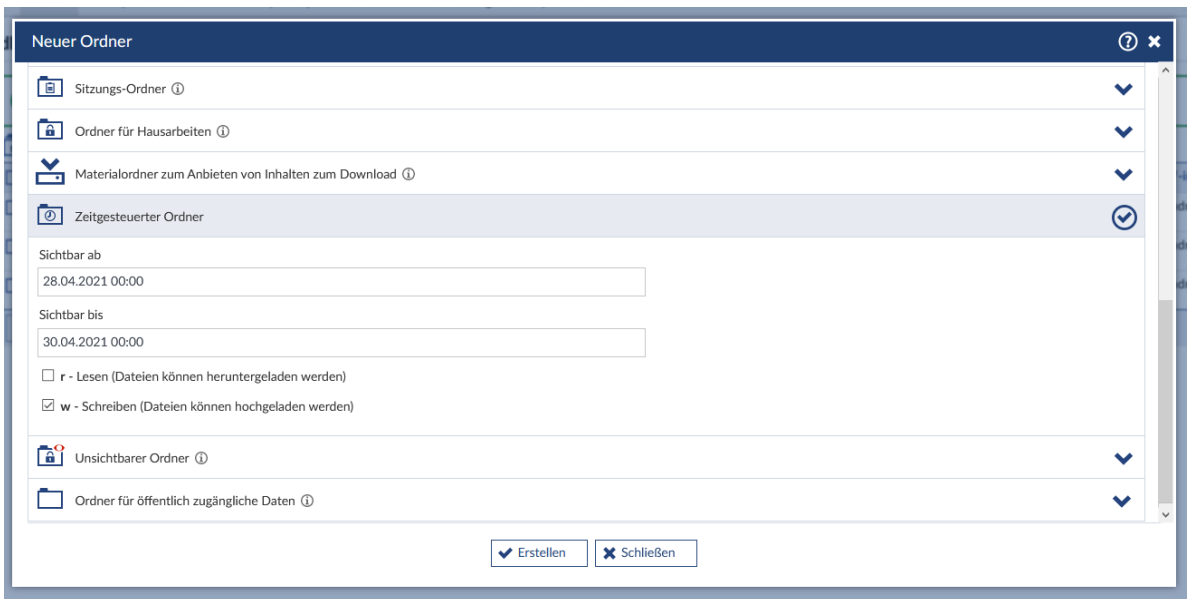 Neuer Ordner
Sitzungs-Ordner
Ordner für Hausarbeiten
Materialordner zum Anbieten von Inhalten zum Download
Zeitgesteuerter Ordner
Sichtbar ab
28.04.2021 00:00
Sichtbar bis
30.04.2021 00:00
r - Lesen (Dateien können heruntergeladen werden)
w - Schreiben (Dateien können hochgeladen werden)
Unsichtbarer Ordner
Ordner für öffentlich zugängliche Daten
Erstellen Schließen